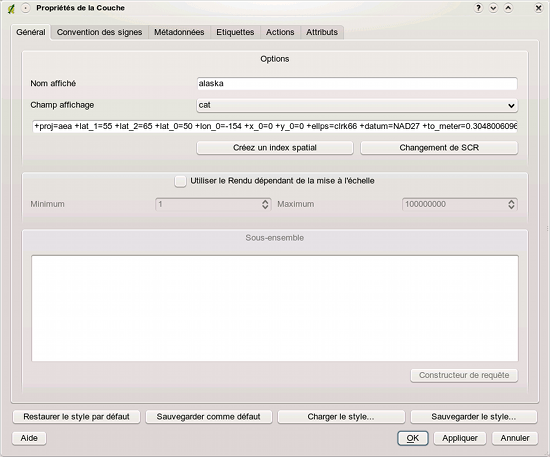 Propriétés de la Couche
Général Convention des signes Métadonnées Etiquettes Actions Attributs
Options
Nom affiché alaska
Champ affichage cat
+proj=aea +lat_1=55 +lat_2=65 +lat_0=50 +lon_0=-154 +x_0=0 +y_0=0 +ellps=clrk66 +datum=NAD27 +to_meter=0.3048006096
Créez un index spatial Changement de SCR
Utiliser le Rendu dépendant de la mise à l'échelle
Minimum 1 Maximum 100000000
Sous-ensemble
Constructeur de requête
Restaurer le style par défaut Sauvegarder comme défaut Charger le style... Sauvegarder le style...
Aide OK Appliquer Annuler